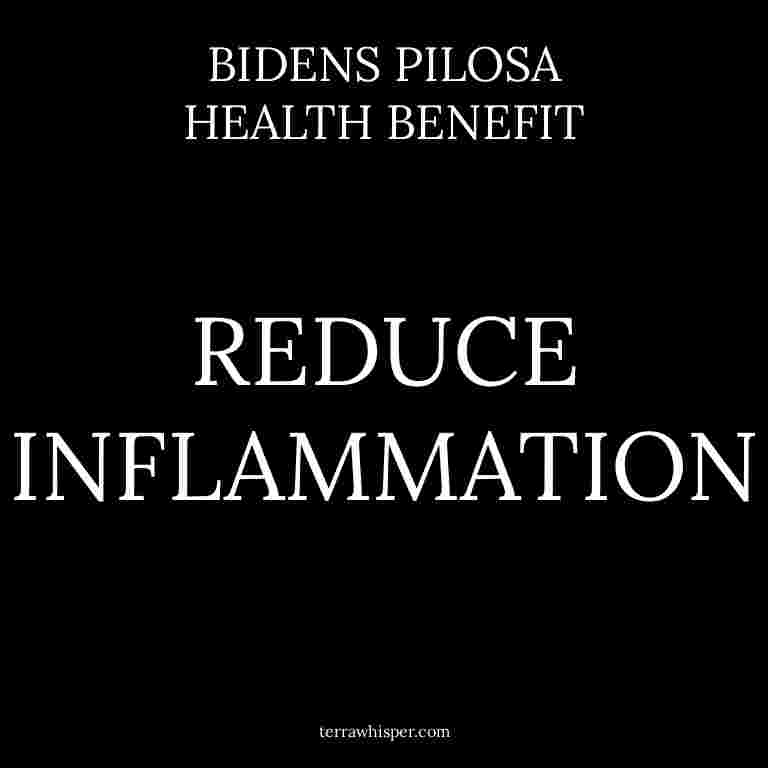 BIDENS PILOSA
HEALTH BENEFIT
REDUCE
INFLAMMATION
terrawhisper.com